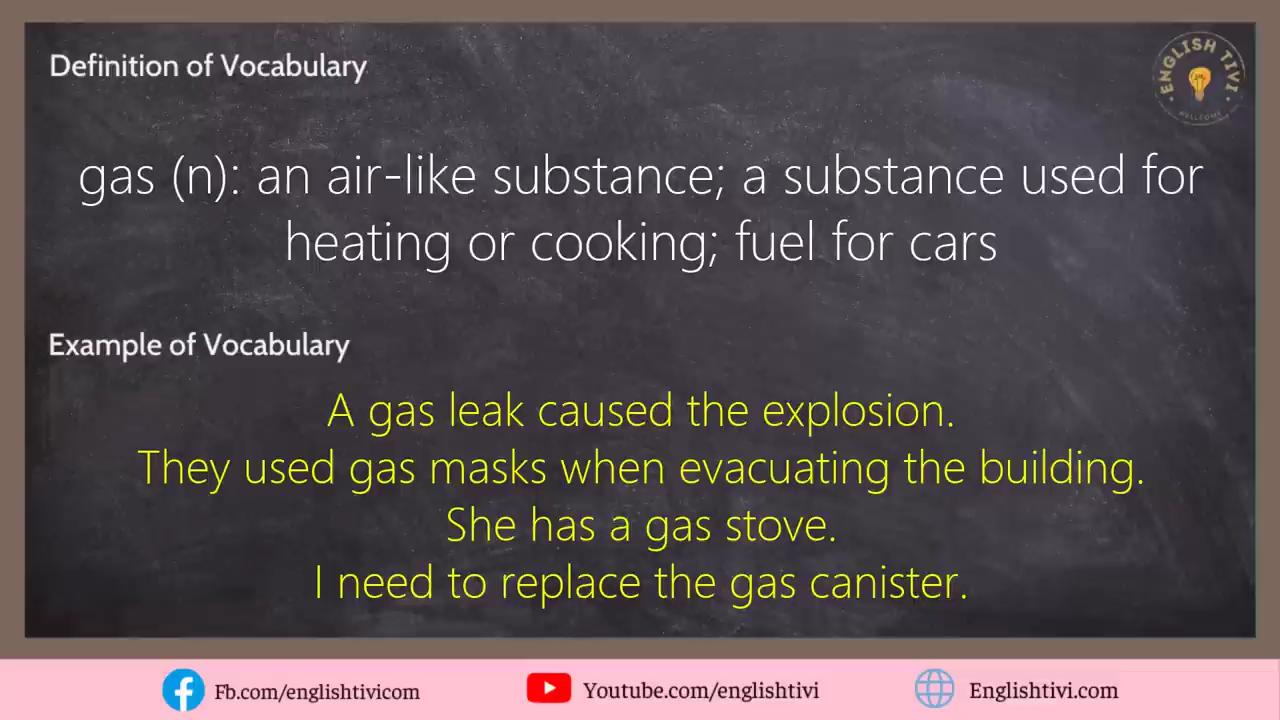 Definition of Vocabulary
ENGLISH TIVI
WELLCOME
gas (n): an air-like substance; a substance used for
heating or cooking; fuel for cars
Example of Vocabulary
A gas leak caused the explosion.
They used gas masks when evacuating the building.
She has a gas stove.
I need to replace the gas canister.
Fb.com/englishtivicom
Youtube.com/englishtivi
Englishtivi.com